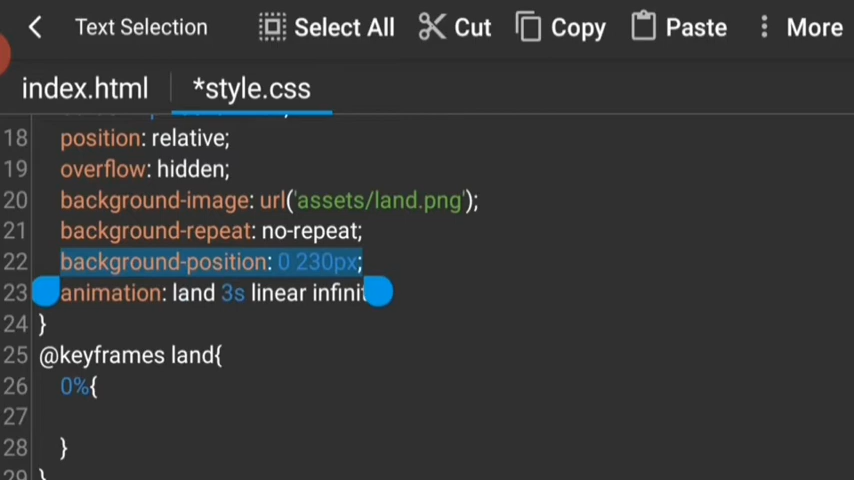 Text Selection Select All Cut Copy Paste More
index.html *style.css
18 position: relative;
19 overflow: hidden;
20 background-image: url('assets/land.png');
21 background-repeat: no-repeat;
22 background-position: 0 230px;
23 animation: land 3s linear infinit
24 }
25 @keyframes land{
26 0%{
27
28 }
29 }